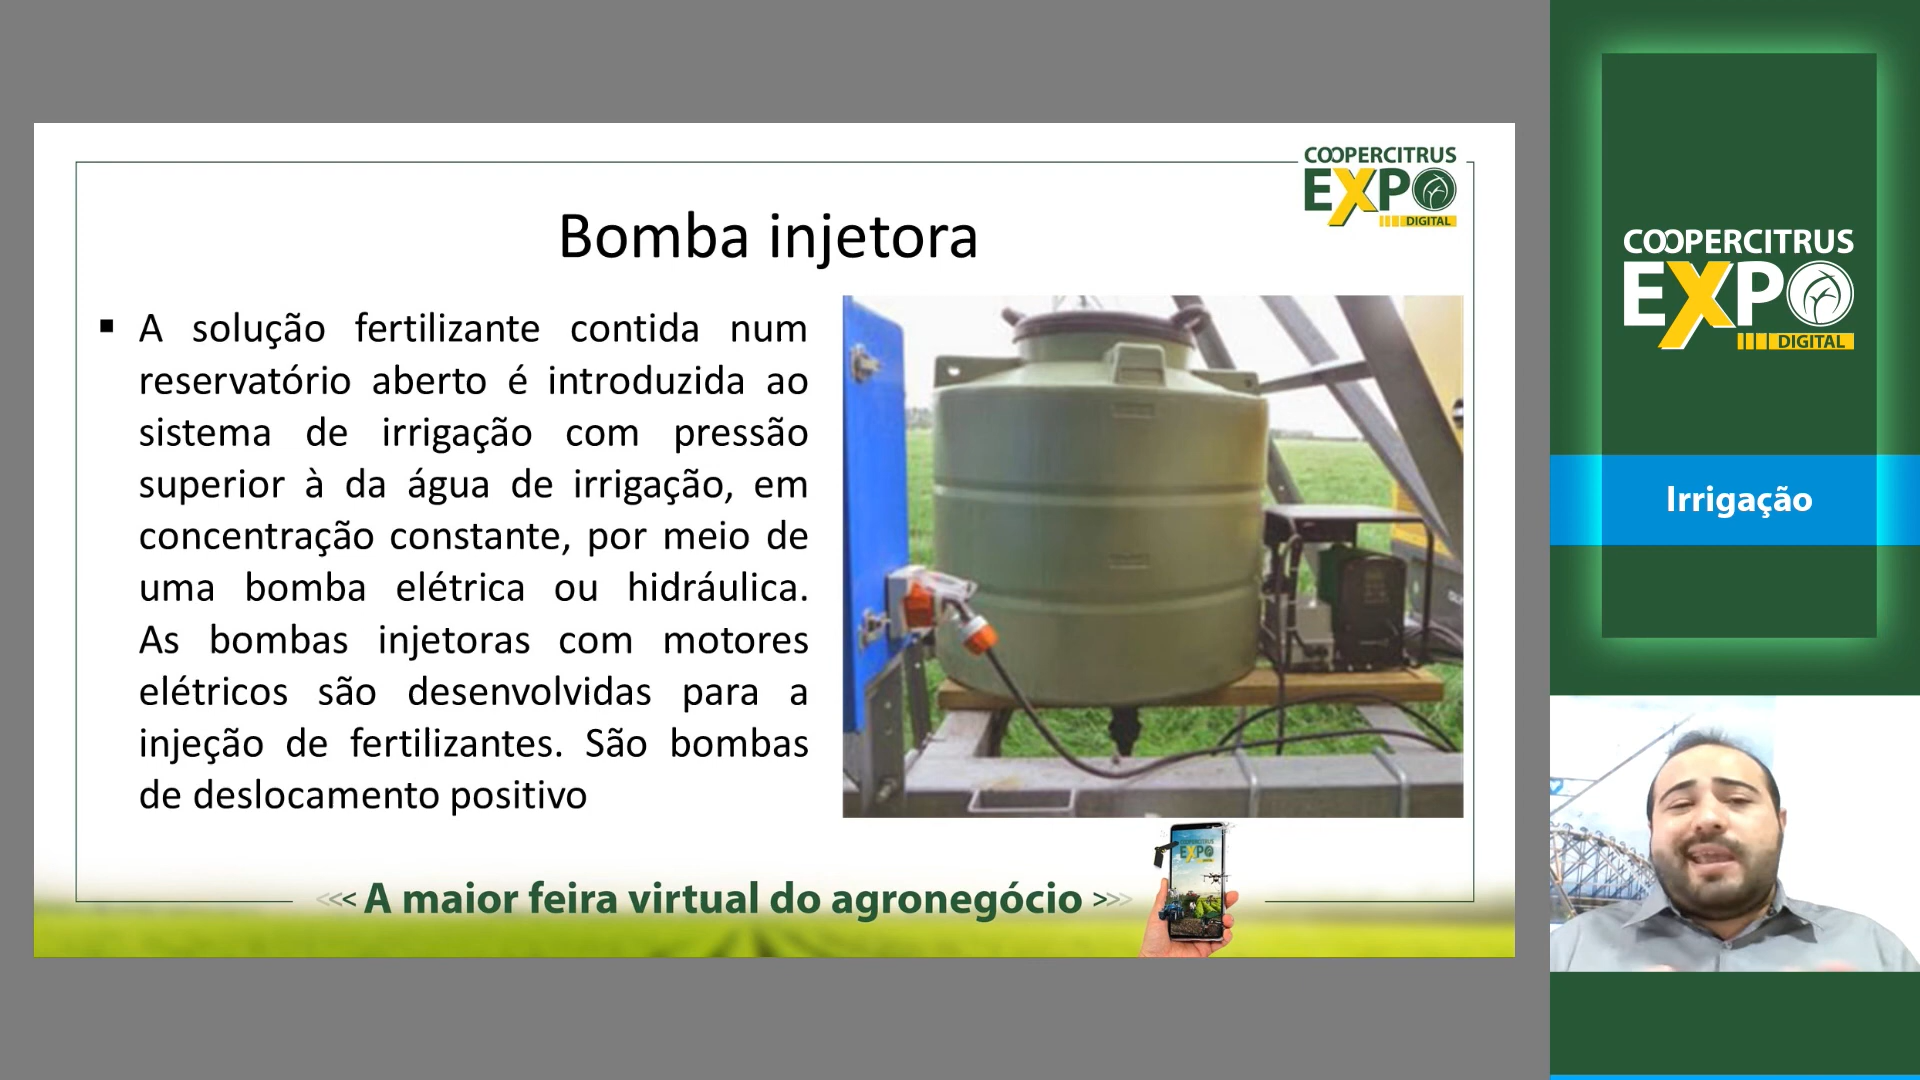 COOPERCITRUS
EXPO
DIGITAL
Bomba injetora
▪ A solução fertilizante contida num
reservatório aberto é introduzida ao
sistema de irrigação com pressão
superior à da água de irrigação, em
concentração constante, por meio de
uma bomba elétrica ou hidráulica.
As bombas injetoras com motores
elétricos são desenvolvidas para a
injeção de fertilizantes. São bombas
de deslocamento positivo
EXPO
<<< A maior feira virtual do agronegócio >>>
COOPERCITRUS
EXPO
DIGITAL
Irrigação